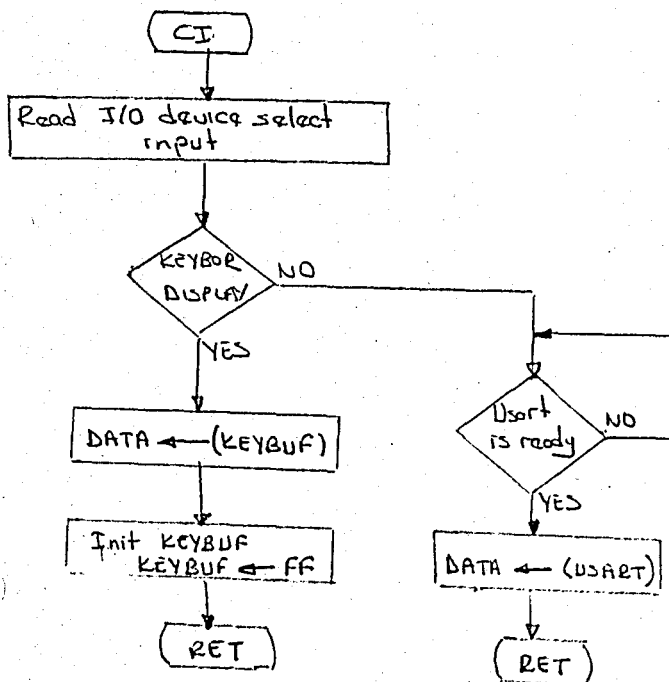 CI
Read I/O device select
input
KEYBOR
DISPLAY
NO
YES
DATA ← (KEYBUF)
Init KEYBUF
KEYBUF ← FF
RET
Usart
is ready
NO
YES
DATA ← (USART)
RET